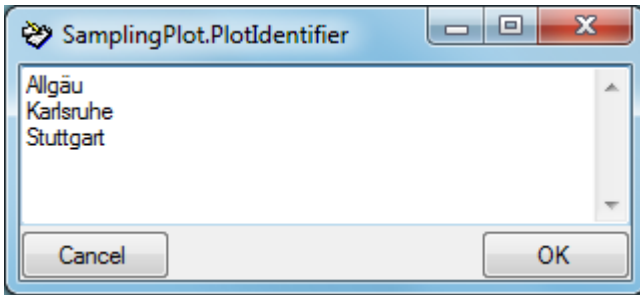 SamplingPlot.PlotIdentifier
Allgäu
Karlsruhe
Stuttgart
Cancel
OK